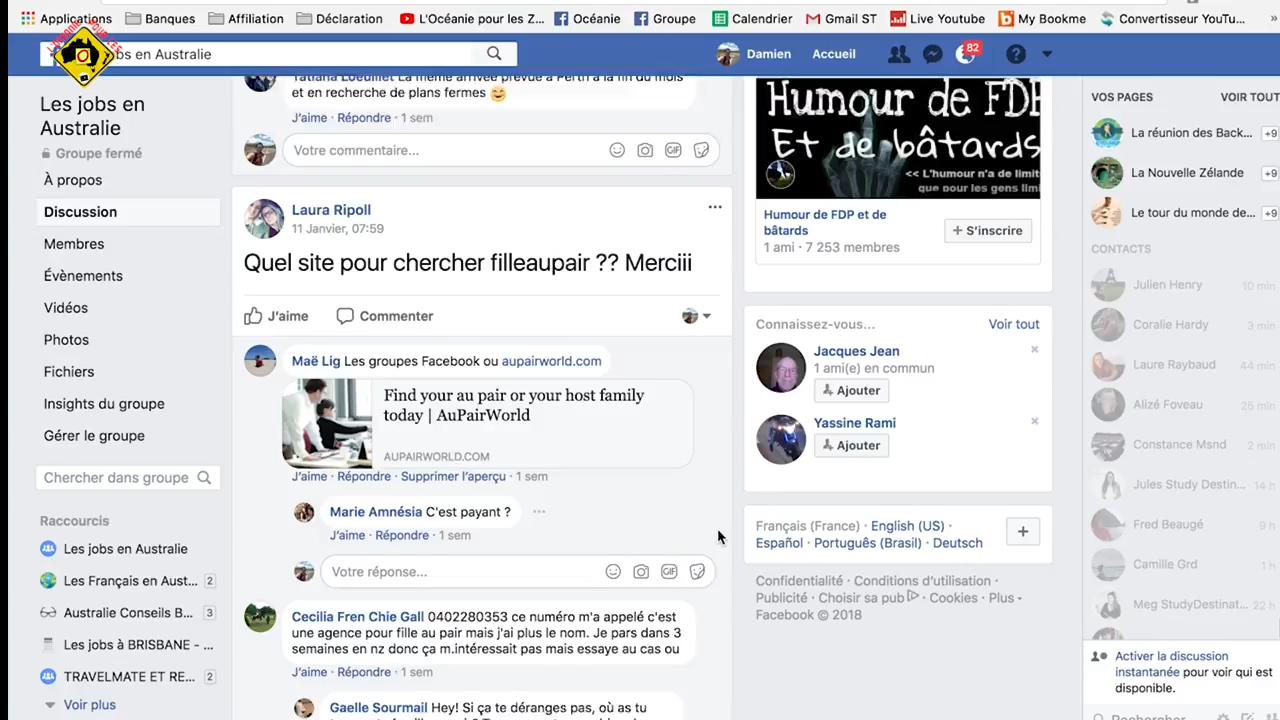 Applications
Banques
Affiliation
Déclaration
L'Océanie pour les Z...
Océanie
Groupe
Calendrier
Gmail ST
Live Youtube
My Bookme
Convertisseur YouTu...
bs en Australie
Damien
Accueil
82
Les jobs en
Australie
Groupe fermé
À propos
Discussion
Membres
Évènements
Vidéos
Photos
Fichiers
Insights du groupe
Gérer le groupe
Chercher dans groupe
Raccourcis
Les jobs en Australie
Les Français en Aust... 2
Australie Conseils B... 3
Les jobs à BRISBANE - ...
TRAVELMATE ET RE... 2
Voir plus
Tatiana Loeuillet La même arrivée prévue à Perth à la fin du mois
et en recherche de plans fermes
J'aime · Répondre · 1 sem
Votre commentaire...
GIF
Laura Ripoll
11 Janvier, 07:59
Quel site pour chercher filleaupair ?? Merciii
J'aime
Commenter
Maë Lig Les groupes Facebook ou aupairworld.com
Find your au pair or your host family
today | AuPairWorld
AUPAIRWORLD.COM
J'aime · Répondre · Supprimer l'aperçu · 1 sem
Marie Amnésia C'est payant ?
J'aime · Répondre · 1 sem
Votre réponse...
GIF
Cecilia Fren Chie Gall 0402280353 ce numéro m'a appelé c'est
une agence pour fille au pair mais j'ai plus le nom. Je pars dans 3
semaines en nz donc ça m.intéressait pas mais essaye au cas ou
J'aime · Répondre · 1 sem
Gaelle Sourmail Hey! Si ça te déranges pas, où as tu
Humour de FDP
Et de bâtards
<< L'humour n'a de limit
que pour les gens limi
Humour de FDP et de
bâtards
1 ami · 7 253 membres
+ S'inscrire
Connaissez-vous...
Voir tout
Jacques Jean
1 ami(e) en commun
Ajouter
Yassine Rami
Ajouter
Français (France) · English (US) ·
Español · Português (Brasil) · Deutsch
Confidentialité · Conditions d'utilisation ·
Publicité · Choisir sa pub · Cookies · Plus
Facebook © 2018
VOS PAGES
VOIR TOUT
La réunion des Back... +9
La Nouvelle Zélande +9
Le tour du monde de... +9
CONTACTS
Julien Henry 10 min
Coralie Hardy 3 min
Laure Raybaud 44 min
Alizé Foveau 25 min
Constance Msnd 2 min
Jules Study Destin... 14 h
Fred Beaugé 9 h
Camille Grd 1 h
Meg StudyDestinat... 22 h
Activer la discussion
instantanée pour voir qui est
disponible.
Rechercher